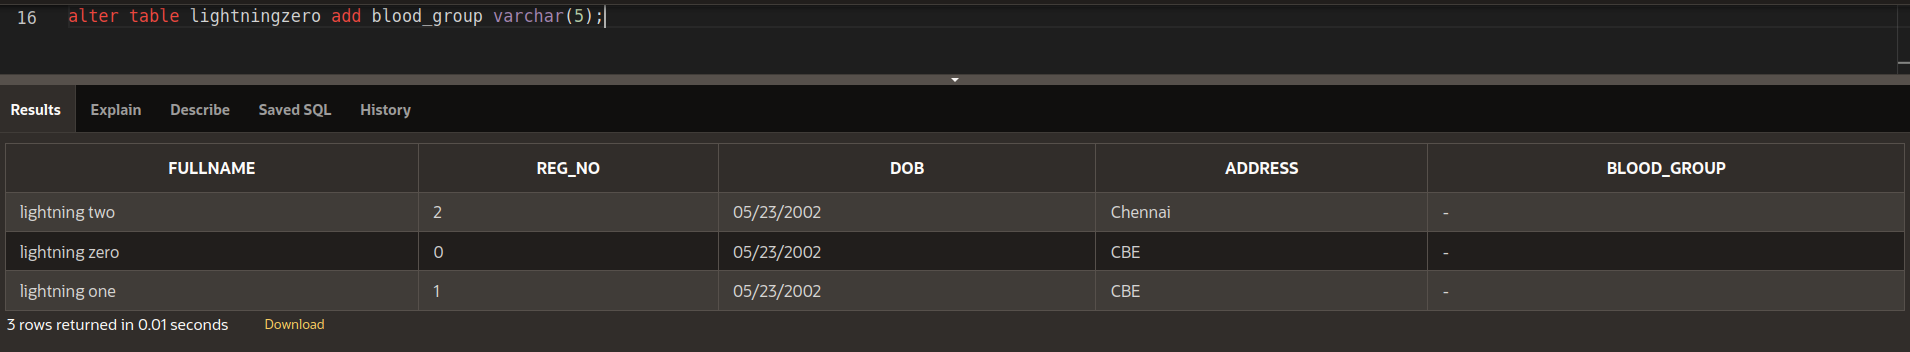 16 alter table lightningzero add blood_group varchar(5);
Results Explain Describe Saved SQL History
FULLNAME REG_NO DOB ADDRESS BLOOD_GROUP
lightning two 2 05/23/2002 Chennai -
lightning zero 0 05/23/2002 CBE -
lightning one 1 05/23/2002 CBE -
3 rows returned in 0.01 seconds Download